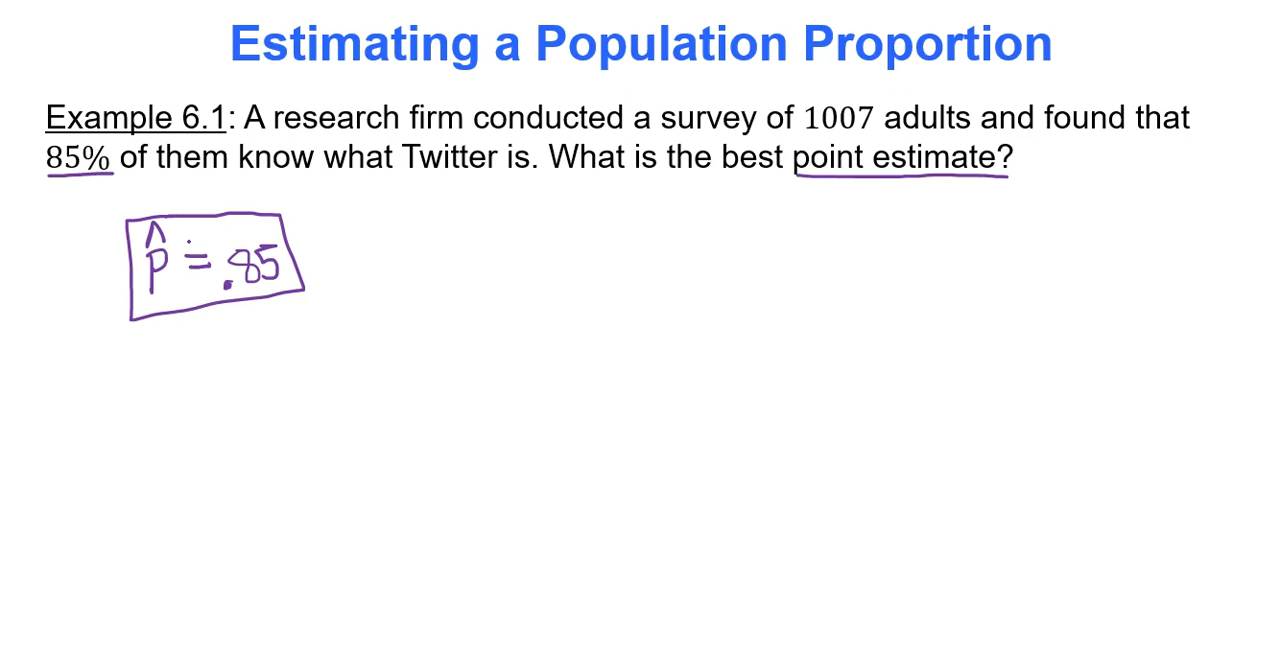 Estimating a Population Proportion
Example 6.1: A research firm conducted a survey of 1007 adults and found that
85% of them know what Twitter is. What is the best point estimate?
p̂ ≐ .85